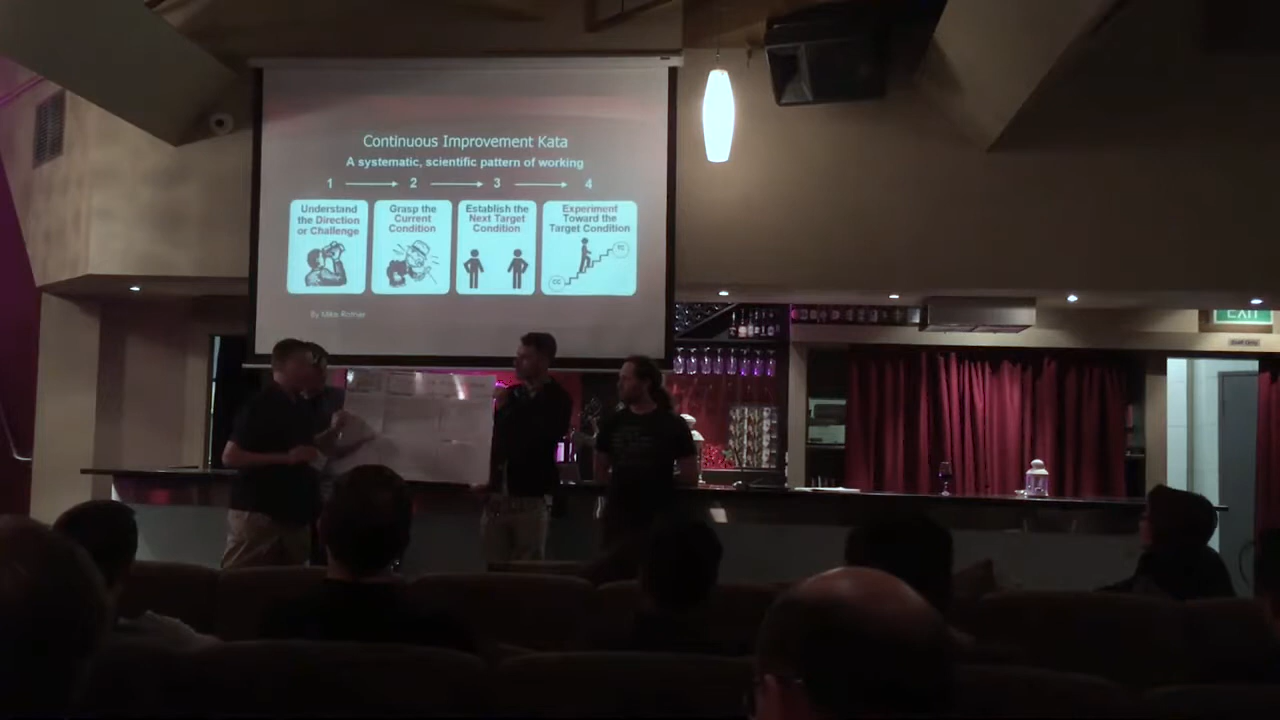 Continuous Improvement Kata
A systematic, scientific pattern of working
1 2 3 4
Understand
the Direction
or Challenge
Grasp the
Current
Condition
Establish the
Next Target
Condition
Experiment
Toward the
Target Condition
CC
By Mike Rother
EXIT